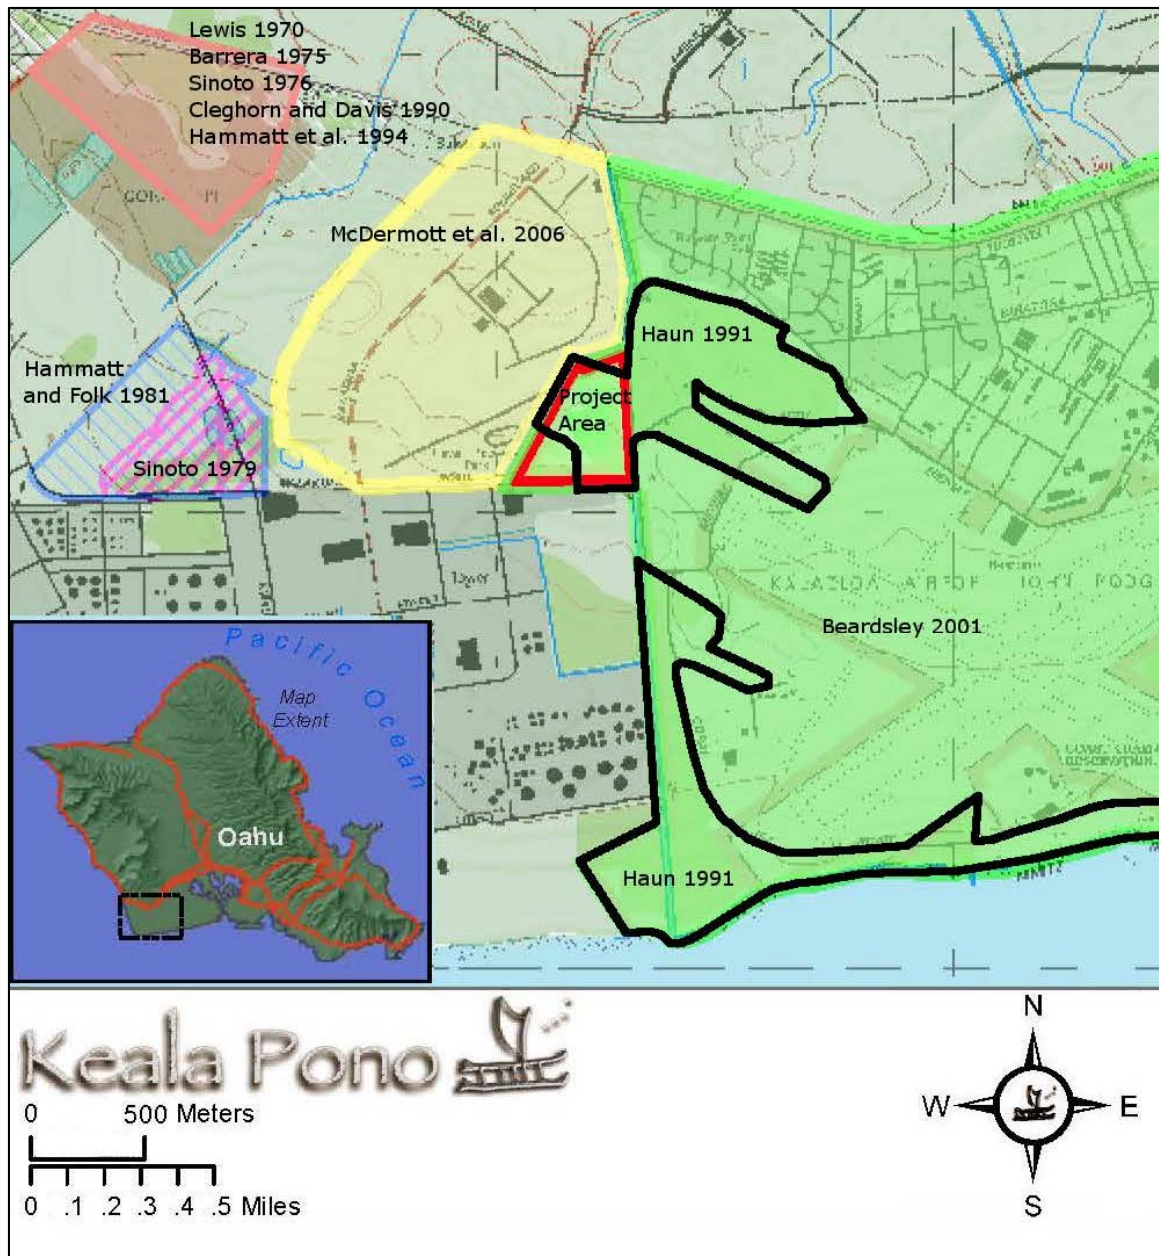 Lewis 1970
Barrera 1975
Sinoto 1976
Cleghorn and Davis 1990
Hammatt et al. 1994
McDermott et al. 2006
Haun 1991
Hammatt
and Folk 1981
Project
Area
Sinoto 1979
Tower
Beardsley 2001
Pacific Ocean
Map
Extent
Oahu
Haun 1991
Keala Pono
N
W E
S
0 500 Meters
0 .1 .2 .3 .4 .5 Miles